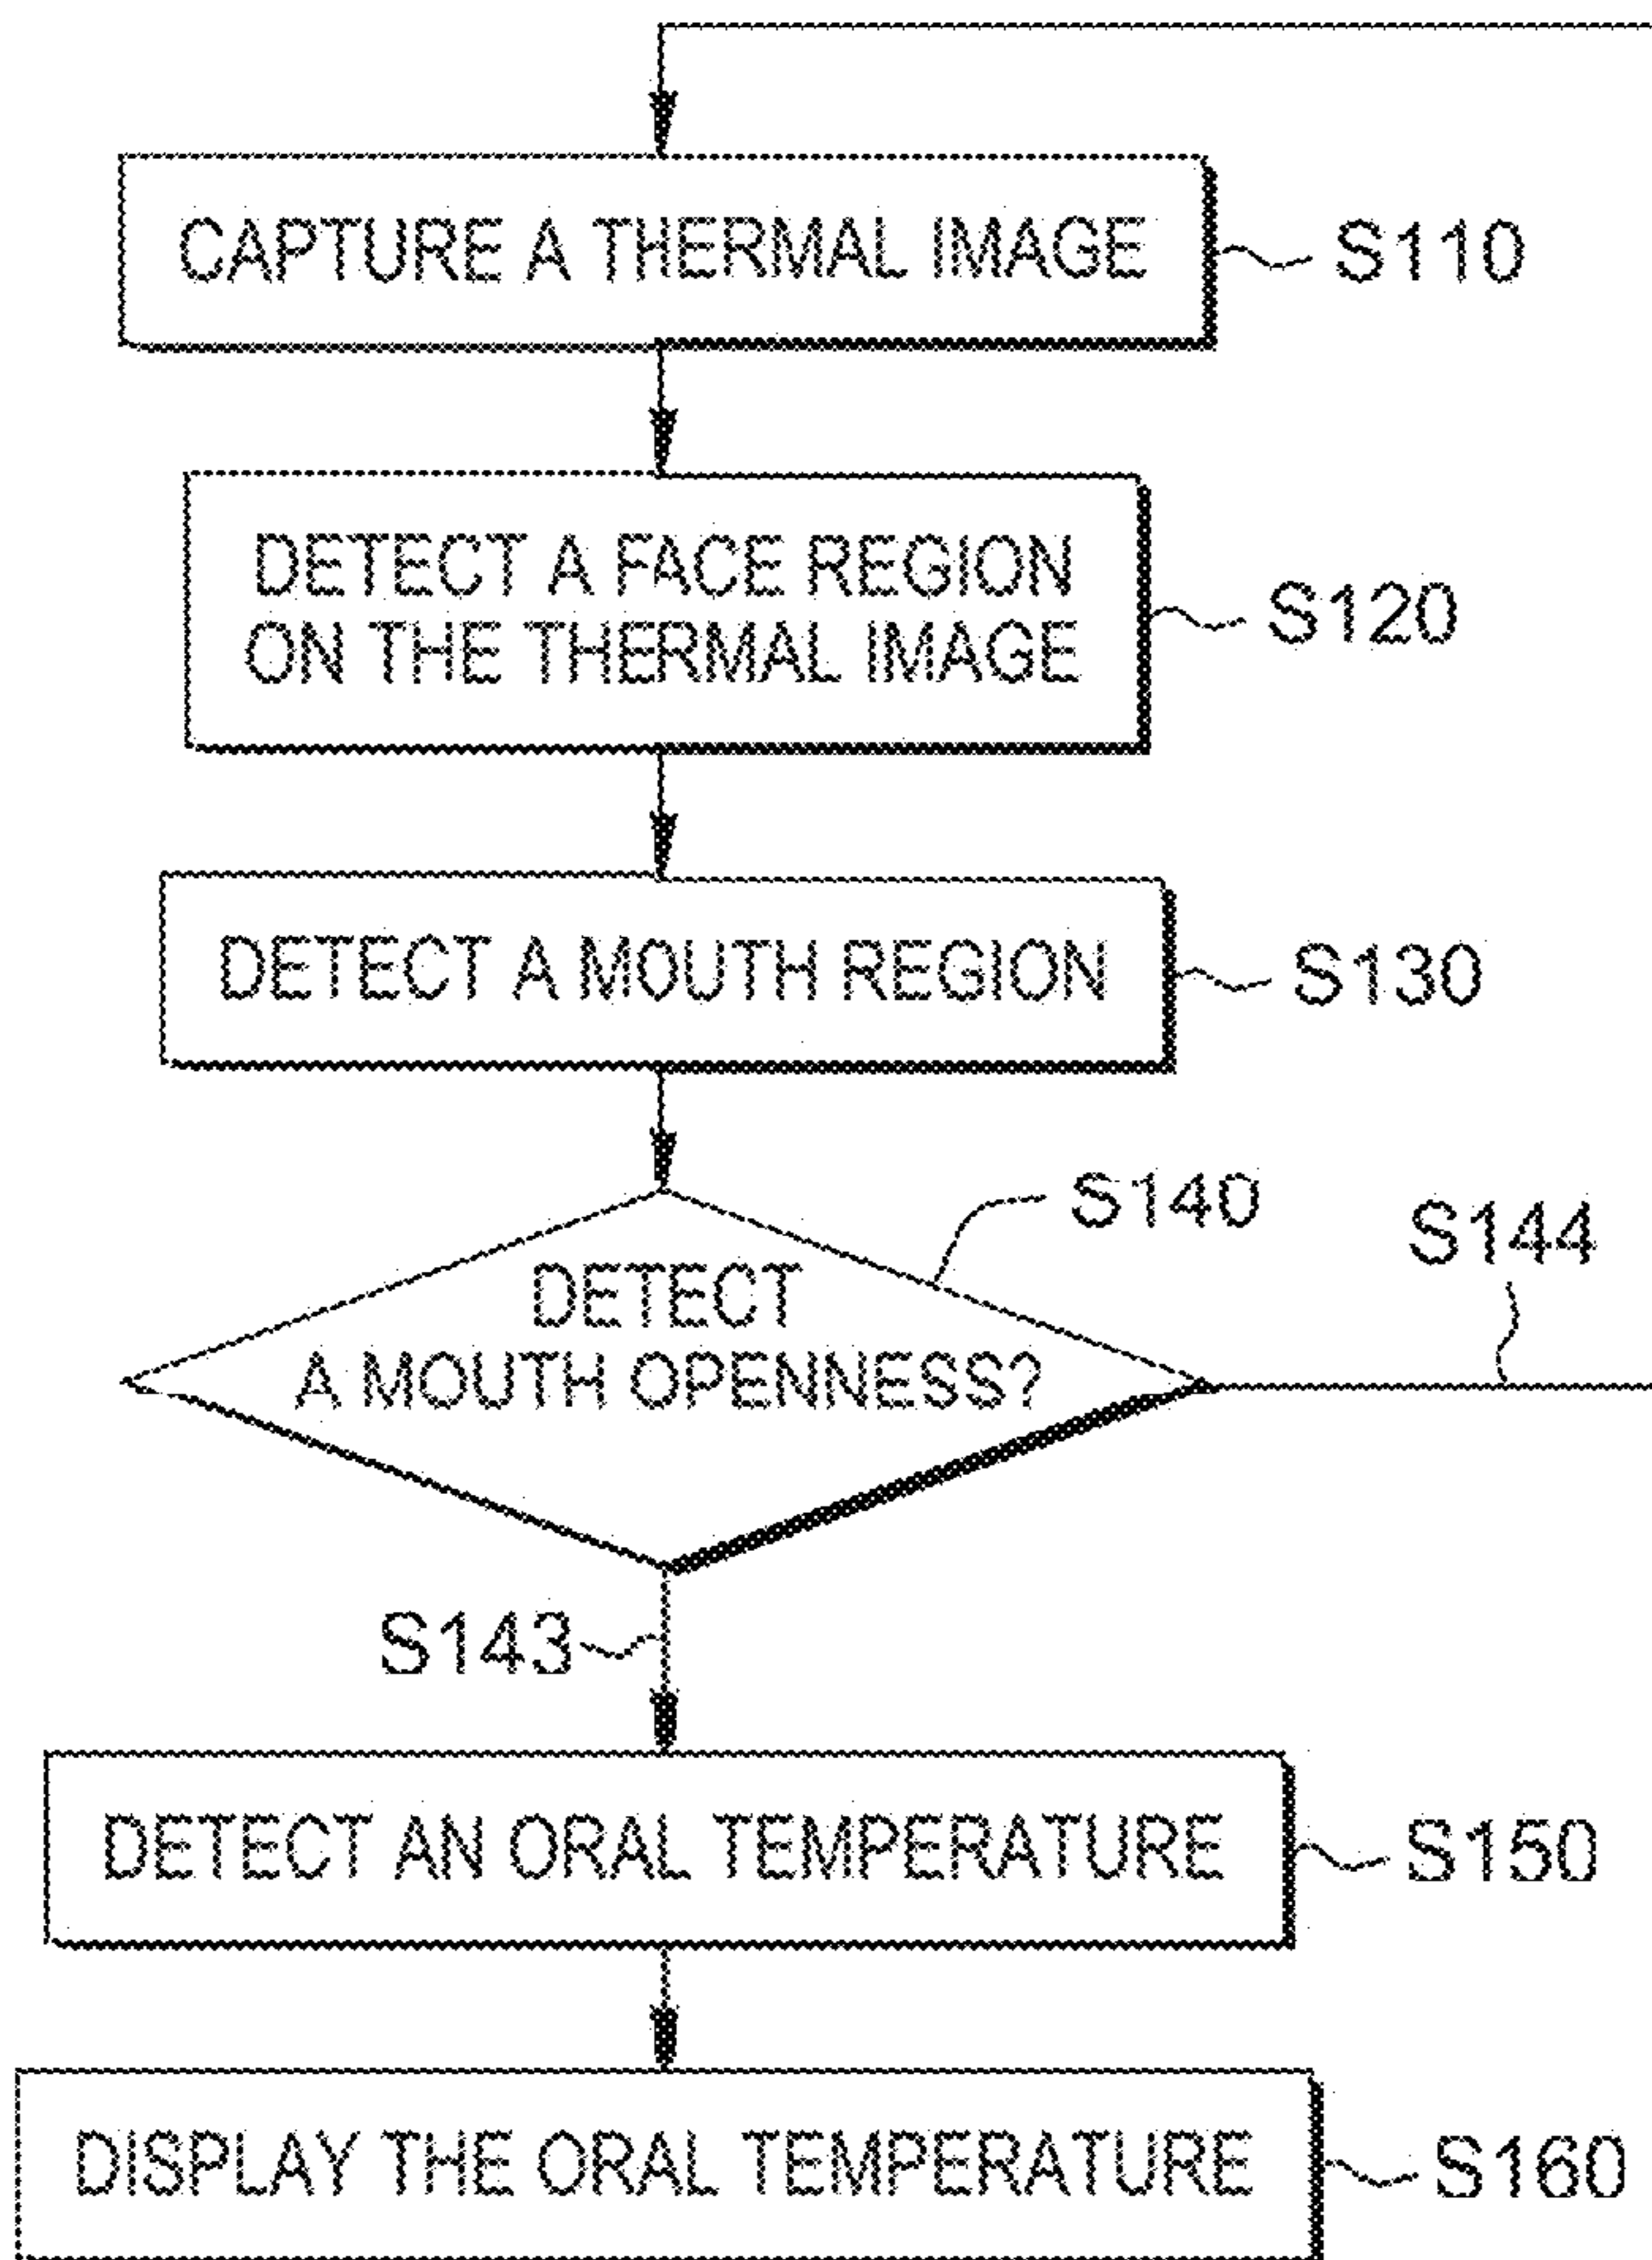 CAPTURE A THERMAL IMAGE
S110
DETECT A FACE REGION
ON THE THERMAL IMAGE
S120
DETECT A MOUTH REGION
S130
S140
S144
DETECT
A MOUTH OPENNESS?
S143
DETECT AN ORAL TEMPERATURE
S150
DISPLAY THE ORAL TEMPERATURE
S160